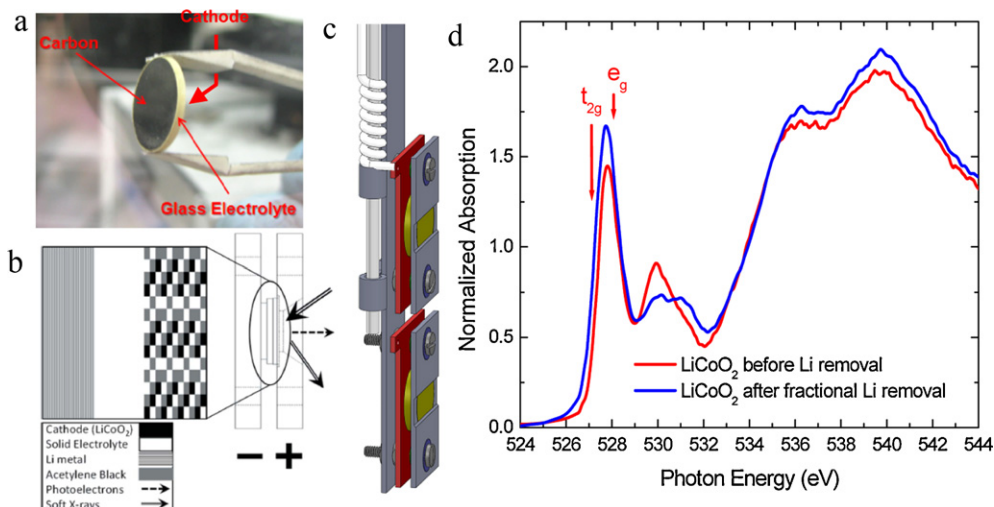 a
Carbon
Cathode
Glass Electrolyte
b
Cathode (LiCoO2)
Solid Electrolyte
Li metal
Acetylene Black
Photoelectrons
Soft X-rays
− +
c
d
Normalized Absorption
2.0
1.5
1.0
0.5
0.0
t2g
eg
LiCoO2 before Li removal
LiCoO2 after fractional Li removal
524 526 528 530 532 534 536 538 540 542 544
Photon Energy (eV)